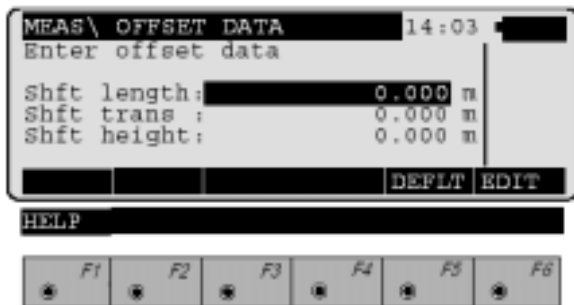 MEAS\ OFFSET DATA 14:03
Enter offset data
Shft length: 0.000 m
Shft trans : 0.000 m
Shft height: 0.000 m
DEFLT EDIT
HELP
F1 F2 F3 F4 F5 F6